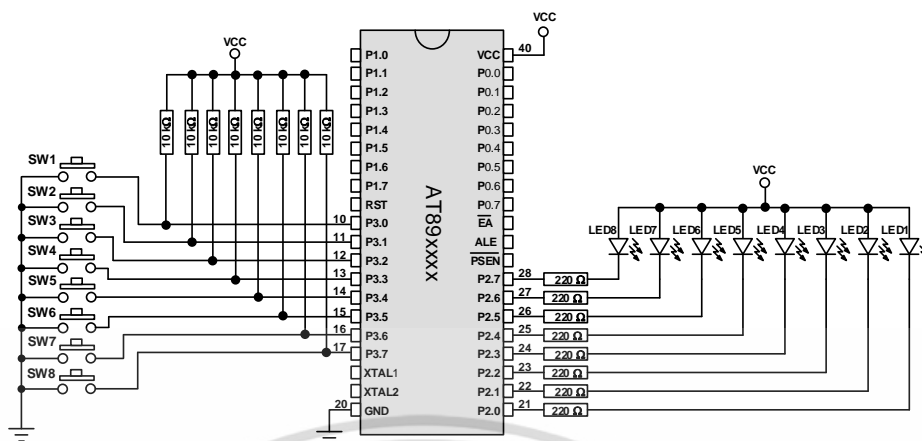 VCC
VCC
40
VCC
P1.0
P1.1
P1.2
P1.3
P1.4
P1.5
P1.6
P1.7
RST
P3.0
P3.1
P3.2
P3.3
P3.4
P3.5
P3.6
P3.7
XTAL1
XTAL2
GND
VCC
P0.0
P0.1
P0.2
P0.3
P0.4
P0.5
P0.6
P0.7
EA
ALE
PSEN
P2.7
P2.6
P2.5
P2.4
P2.3
P2.2
P2.1
P2.0
AT89xxxx
10 kΩ
10 kΩ
10 kΩ
10 kΩ
10 kΩ
10 kΩ
10 kΩ
10 kΩ
SW1
SW2
SW3
SW4
SW5
SW6
SW7
SW8
10
11
12
13
14
15
16
17
20
28
27
26
25
24
23
22
21
220 Ω
220 Ω
220 Ω
220 Ω
220 Ω
220 Ω
220 Ω
220 Ω
LED8
LED7
LED6
LED5
LED4
LED3
LED2
LED1